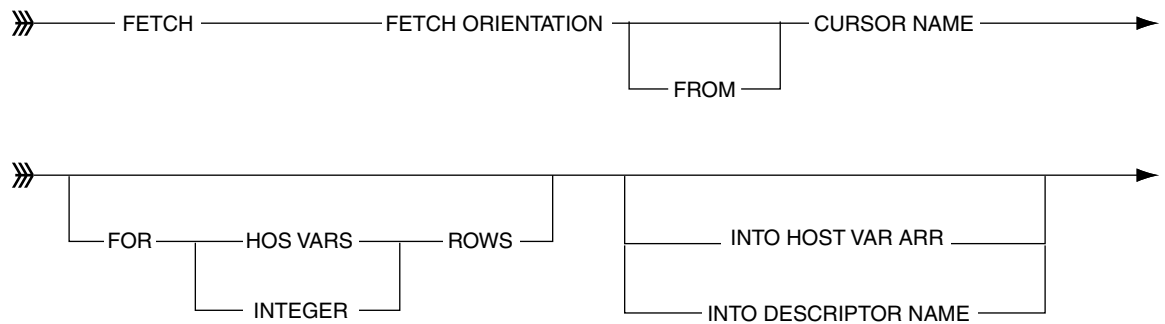 FETCH FETCH ORIENTATION CURSOR NAME
FROM
FOR HOS VARS ROWS INTO HOST VAR ARR
INTEGER INTO DESCRIPTOR NAME